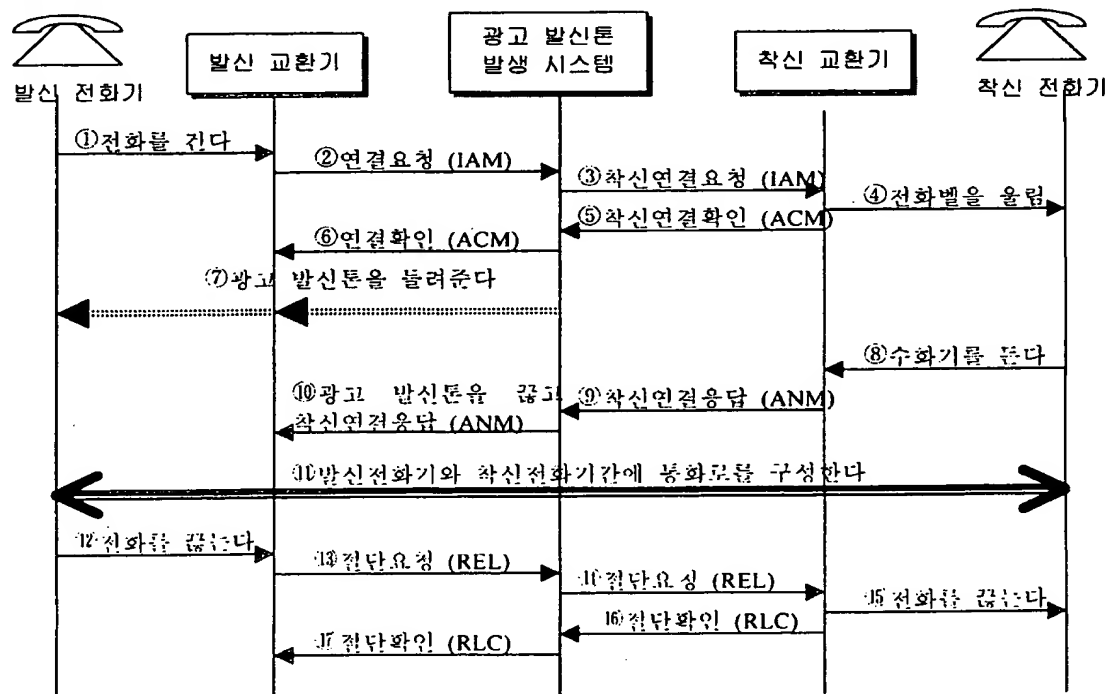 발신 전화기
발신 교환기
광고 발신톤
발생 시스템
착신 교환기
착신 전화기
①전화를 건다
②연결요청 (IAM)
③착신연결요청 (IAM)
④전화벨을 울림
⑤착신연결확인 (ACM)
⑥연결확인 (ACM)
⑦광고 발신톤을 들려준다
⑧수화기를 든다
⑨착신연결응답 (ANM)
⑩광고 발신톤을 끊고
착신연결응답 (ANM)
⑪발신전화기와 착신전화기간에 통화로를 구성한다
⑫전화를 끊는다
⑬절단요청 (REL)
⑭절단요청 (REL)
⑮전화를 끊는다
⑯절단확인 (RLC)
⑰절단확인 (RLC)